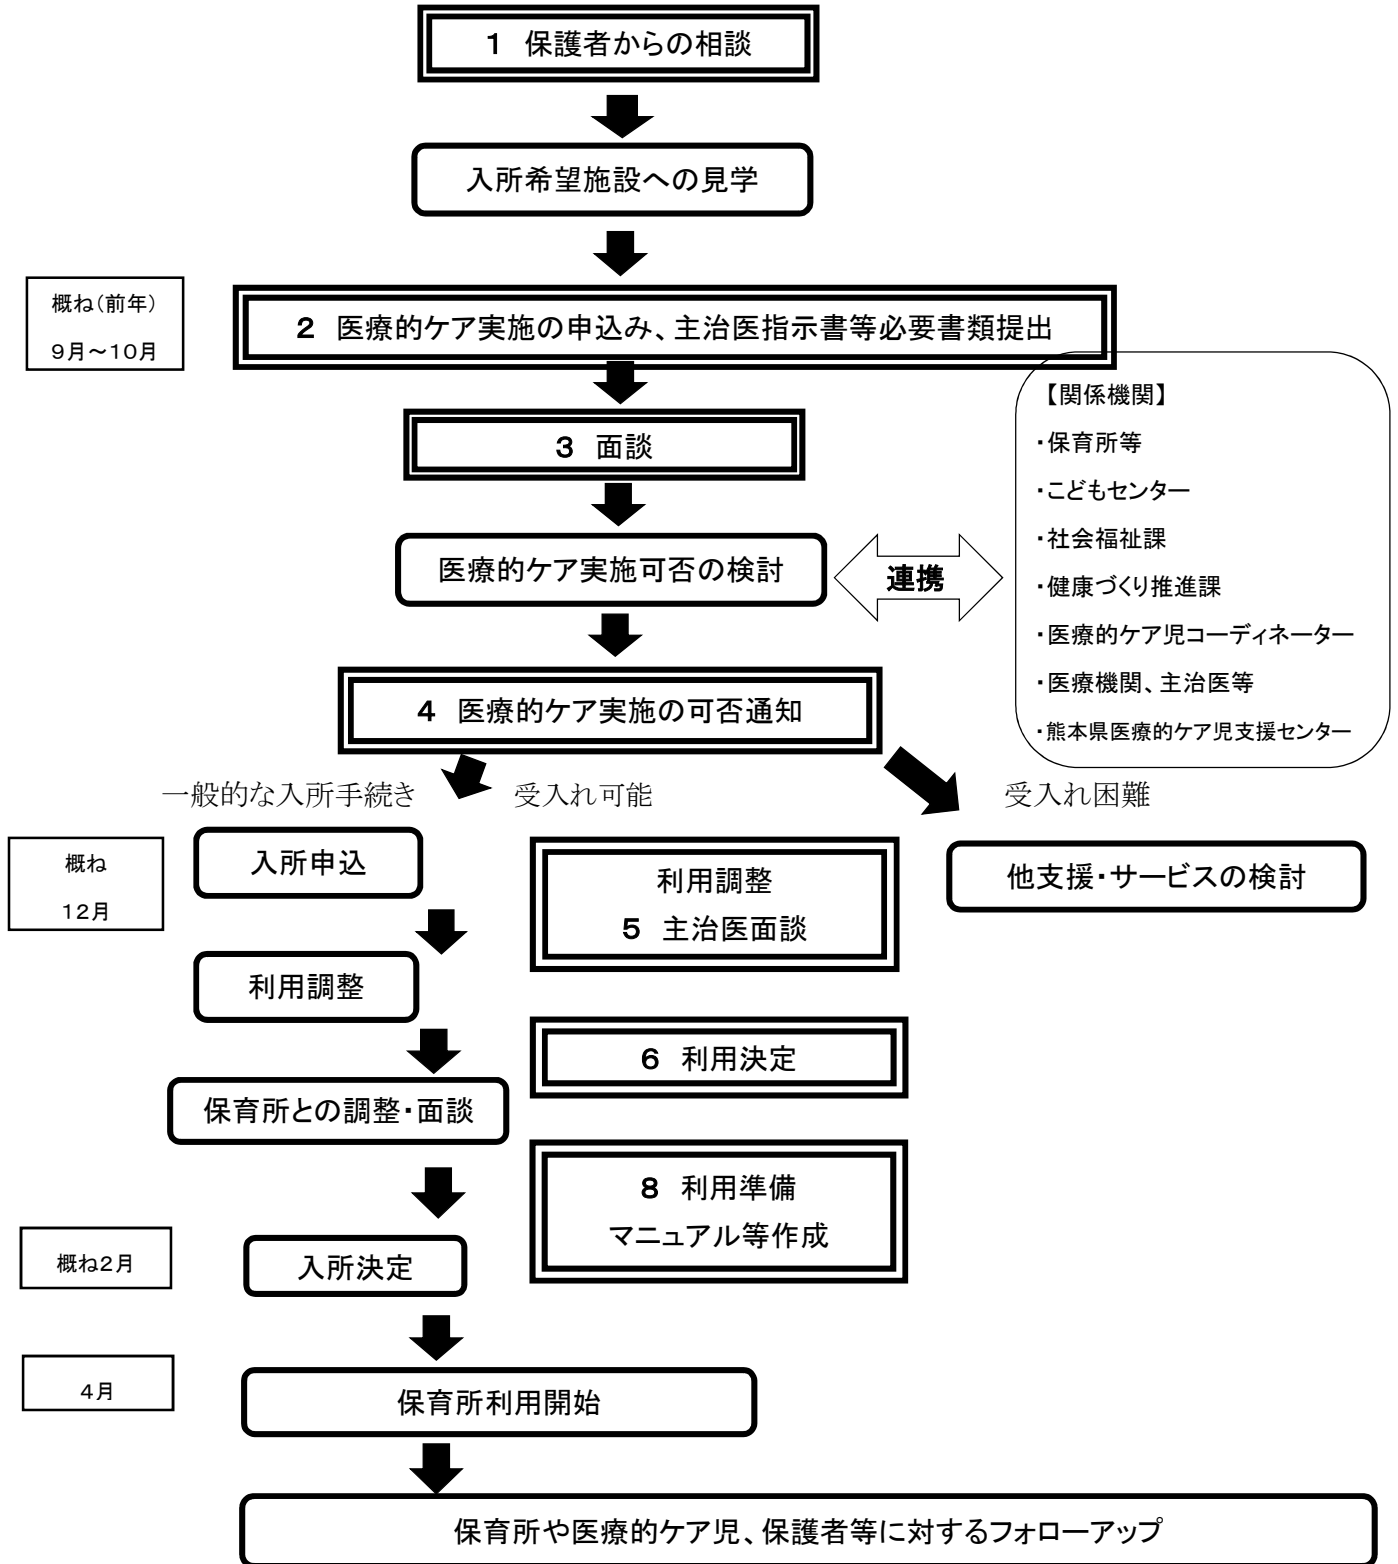 1 保護者からの相談
入所希望施設への見学
概ね（前年）
9月～10月
2 医療的ケア実施の申込み、主治医指示書等必要書類提出
3 面談
医療的ケア実施可否の検討
連携
【関係機関】
・保育所等
・こどもセンター
・社会福祉課
・健康づくり推進課
・医療的ケア児コーディネーター
・医療機関、主治医等
・熊本県医療的ケア児支援センター
4 医療的ケア実施の可否通知
一般的な入所手続き
受入れ可能
受入れ困難
概ね
12月
入所申込
利用調整
5 主治医面談
他支援・サービスの検討
利用調整
6 利用決定
保育所との調整・面談
8 利用準備
マニュアル等作成
概ね2月
入所決定
4月
保育所利用開始
保育所や医療的ケア児、保護者等に対するフォローアップ